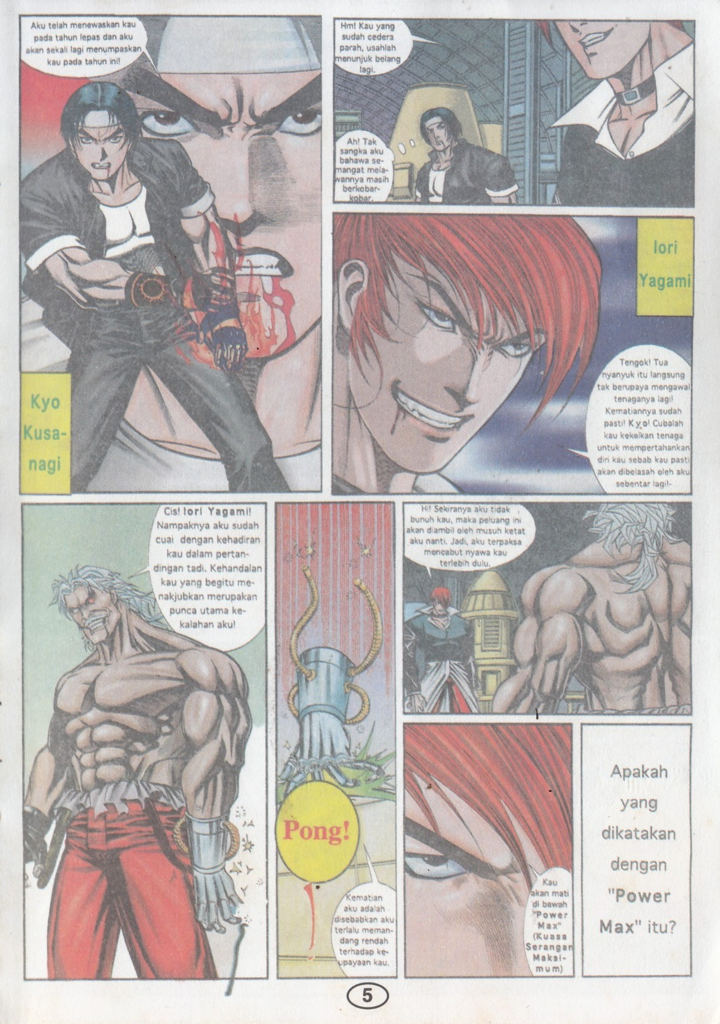 Aku telah menewaskan kau
pada tahun lepas dan aku
akan sekali lagi menumpaskan
kau pada tahun ini!
Kyo
Kusa-
nagi
Hm! Kau yang
sudah cedera
parah, usahlah
menunjuk belang
lagi.
Ah! Tak
sangka aku
bahawa se-
mangat mela-
wannya masih
berkobar-
kobar.
Iori
Yagami
Tengok! Tua
nyanyuk itu langsung
tak berupaya mengawal
tenaganya lagi!
Kematiannya sudah
pasti! Kyo! Cubalah
kau kekalkan tenaga
untuk mempertahankan
diri kau sebab kau pasti
akan dibelasah oleh aku
sebentar lagi!-
Cis! Iori Yagami!
Nampaknya aku sudah
cuai dengan kehadiran
kau dalam pertan-
dingan tadi. Kehandalan
kau yang begitu me-
nakjubkan merupakan
punca utama ke-
kalahan aku!
Pong!
Kematian
aku adalah
disebabkan aku
terlalu meman-
dang rendah
terhadap ke-
upayaan kau.
Hi! Sekiranya aku tidak
bunuh kau, maka peluang ini
akan diambil oleh musuh ketat
aku nanti. Jadi, aku terpaksa
mencabut nyawa kau
terlebih dulu.
Kau
akan mati
di bawah
"Power
Max"
(Kuasa
Serangan
Maksi-
mum)
Apakah
yang
dikatakan
dengan
"Power
Max" itu?
5